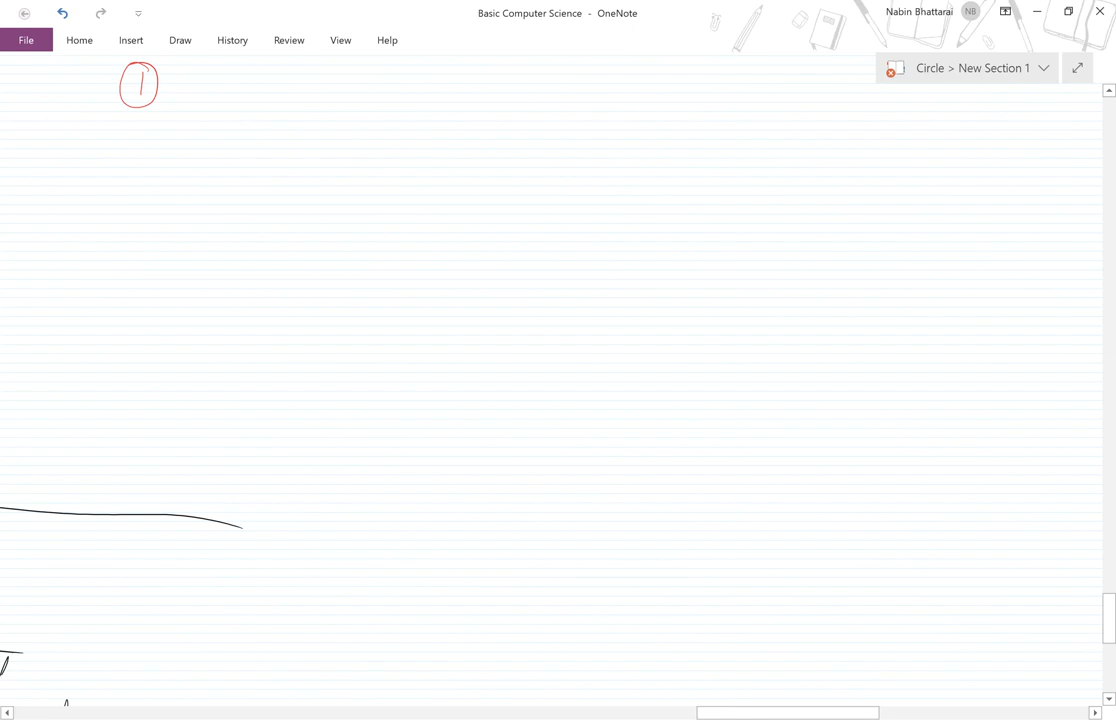 Basic Computer Science - OneNote
Nabin Bhattarai NB
File Home Insert Draw History Review View Help
Circle > New Section 1
1